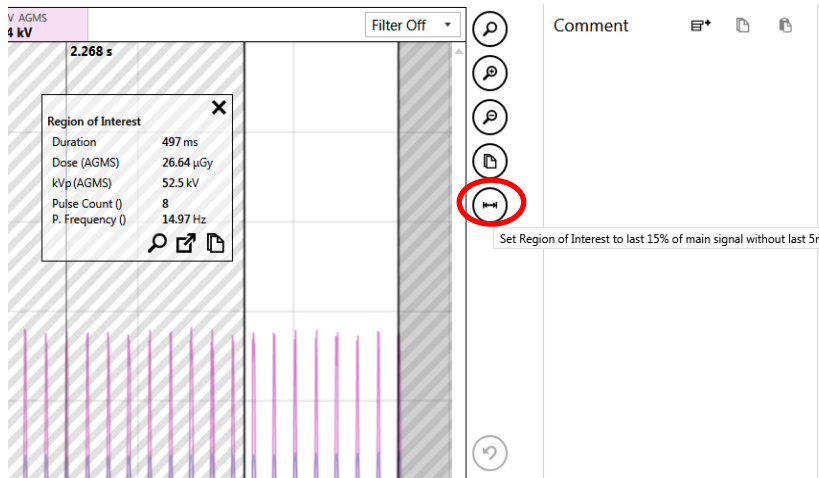 V AGMS
4 kV
Filter Off
Comment
2.268 s
Region of Interest
Duration 497 ms
Dose (AGMS) 26.64 µGy
kVp (AGMS) 52.5 kV
Pulse Count () 8
P. Frequency () 14.97 Hz
Set Region of Interest to last 15% of main signal without last 5m